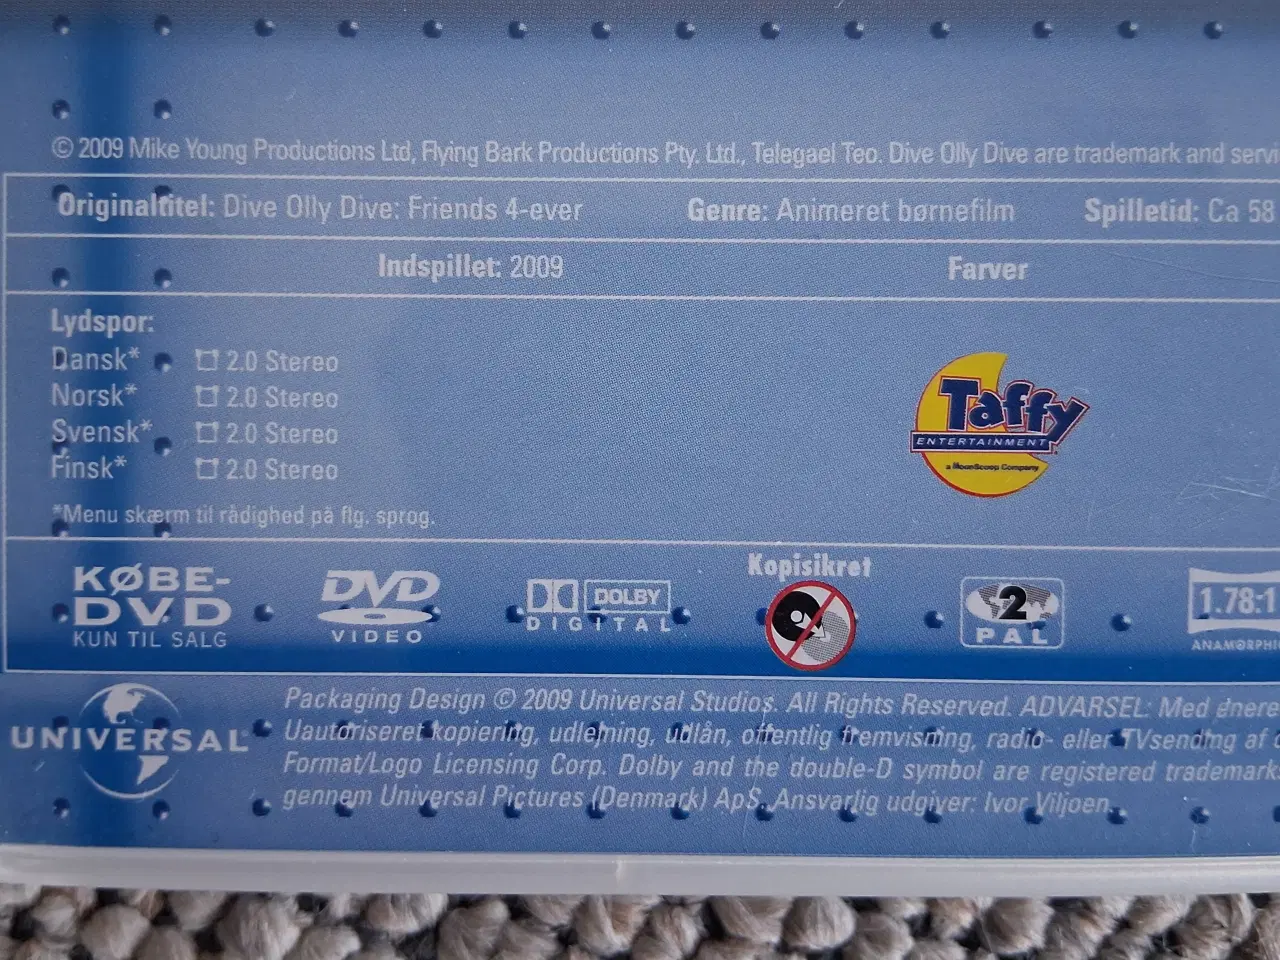 © 2009 Mike Young Productions Ltd, Flying Bark Productions Pty. Ltd., Telegael Teo. Dive Olly Dive are trademark and servi
Originaltitel: Dive Olly Dive: Friends 4-ever Genre: Animeret børnefilm Spilletid: Ca 58
Indspillet: 2009 Farver
Lydspor:
Dansk* 2.0 Stereo
Norsk* 2.0 Stereo
Svensk* 2.0 Stereo
Finsk* 2.0 Stereo
*Menu skærm til rådighed på flg. sprog.
Taffy
ENTERTAINMENT
a MoonScoop Company
KØBE-
DVD
KUN TIL SALG
DVD
VIDEO
DOLBY
DIGITAL
Kopisikret
2
PAL
1.78:1
ANAMORPHI
UNIVERSAL
Packaging Design © 2009 Universal Studios. All Rights Reserved. ADVARSEL: Med enere
Uautoriseret kopiering, udlejning, udlån, offentlig fremvisning, radio- eller TVsending af
Format/Logo Licensing Corp. Dolby and the double-D symbol are registered trademark
gennem Universal Pictures (Denmark) ApS. Ansvarlig udgiver: Ivor Viljoen.